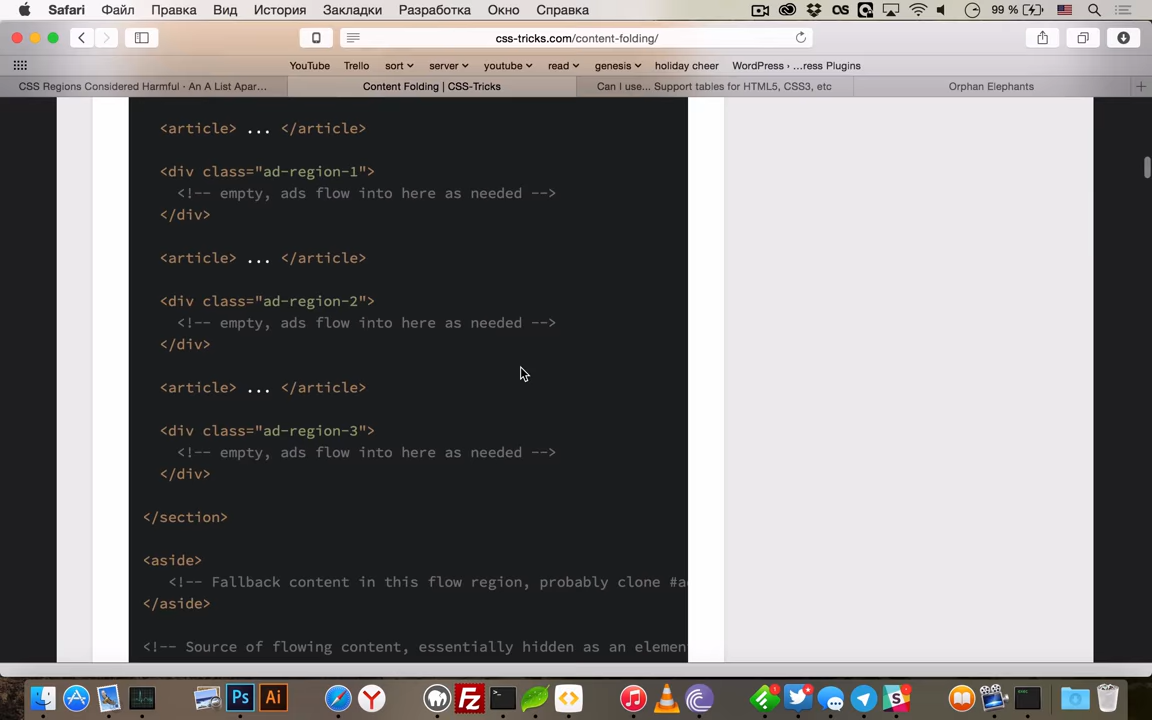 Safari Файл Правка Вид История Закладки Разработка Окно Справка 99 %
css-tricks.com/content-folding/
YouTube Trello sort server youtube read genesis holiday cheer WordPress › ...ress Plugins
CSS Regions Considered Harmful · An A List Apar... Content Folding | CSS-Tricks Can I use... Support tables for HTML5, CSS3, etc Orphan Elephants
<article> ... </article>
<div class="ad-region-1">
<!-- empty, ads flow into here as needed -->
</div>
<article> ... </article>
<div class="ad-region-2">
<!-- empty, ads flow into here as needed -->
</div>
<article> ... </article>
<div class="ad-region-3">
<!-- empty, ads flow into here as needed -->
</div>
</section>
<aside>
<!-- Fallback content in this flow region, probably clone #a
</aside>
<!-- Source of flowing content, essentially hidden as an elemen
Ps Ai